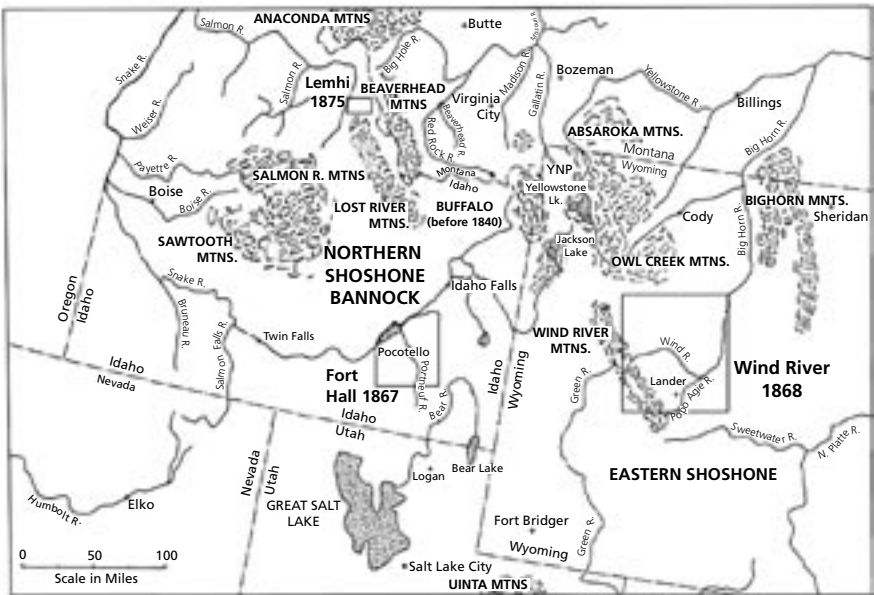 ANACONDA MTNS
Butte
Salmon R.
Big Hole R.
Madison R.
Gallatin R.
Bozeman
Yellowstone R.
Billings
Snake R.
Salmon R.
Lemhi
1875
BEAVERHEAD
MTNS
Virginia
City
Beaverhead R.
Red Rock R.
Weiser R.
ABSAROKA MTNS.
Big Horn R.
Montana
Wyoming
Payette R.
Boise
Boise R.
SALMON R. MTNS
Montana
Idaho
YNP
Yellowstone
Lk.
LOST RIVER
MTNS.
BUFFALO
(before 1840)
Cody
BIGHORN MNTS.
Sheridan
Big Horn R.
SAWTOOTH
MTNS.
Jackson
Lake
OWL CREEK MTNS.
NORTHERN
SHOSHONE
BANNOCK
Oregon
Idaho
Snake R.
Bruneau R.
Salmon Falls R.
Idaho Falls
Twin Falls
Pocotello
Portneuf R.
WIND RIVER
MTNS.
Wind R.
Lander
Popo Agie R.
Wind River
1868
Idaho
Wyoming
Green R.
Idaho
Nevada
Fort
Hall 1867
Bear R.
Idaho
Utah
Sweetwater R.
N. Platte R.
Nevada
Utah
Logan
Bear Lake
EASTERN SHOSHONE
Humbolt R.
Elko
GREAT SALT
LAKE
Fort Bridger
Green R.
Wyoming
0 50 100
Scale in Miles
Salt Lake City
UINTA MTNS